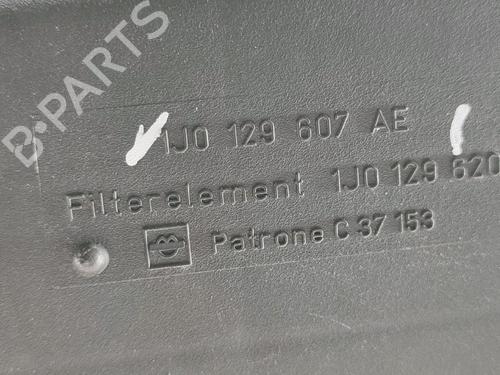 B-PARTS
1J0 129 607 AE
Filterelement 1J0 129 620
Patrone C 37 153